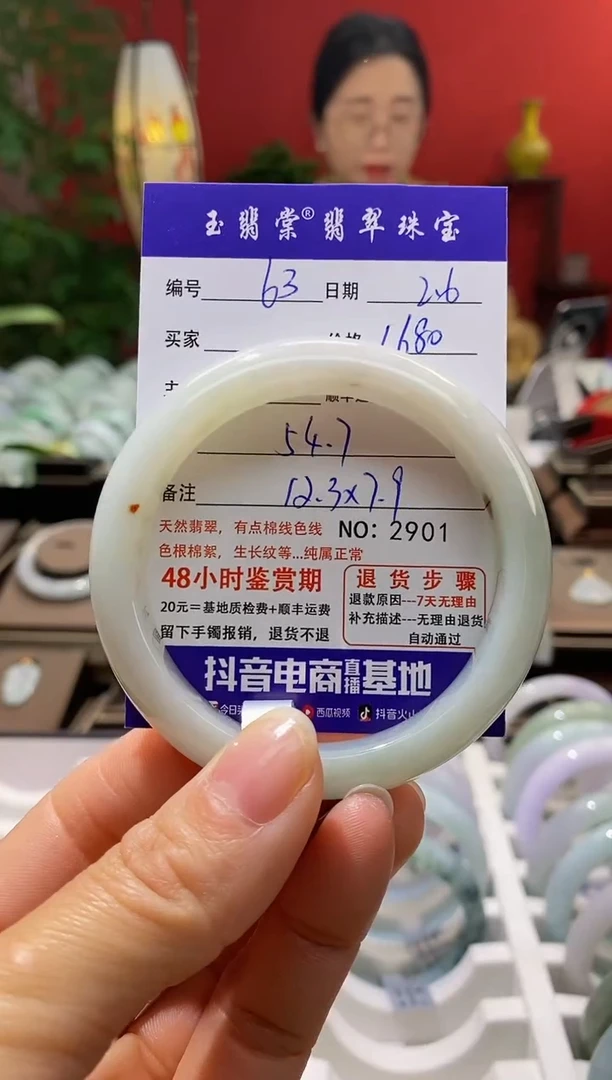 玉翡棠®翡翠珠宝
编号 63 日期 2.6
买家 价格 1680
54.7
备注 12.3x7.9
天然翡翠，有点棉线色线 NO: 2901
色根棉絮，生长纹等...纯属正常
48小时鉴赏期
20元=基地质检费+顺丰运费
留下手镯报销，退货不退
退货步骤
退款原因---7天无理由
补充描述---无理由退货
自动通过
抖音电商直播基地
今日 西瓜视频 抖音火山